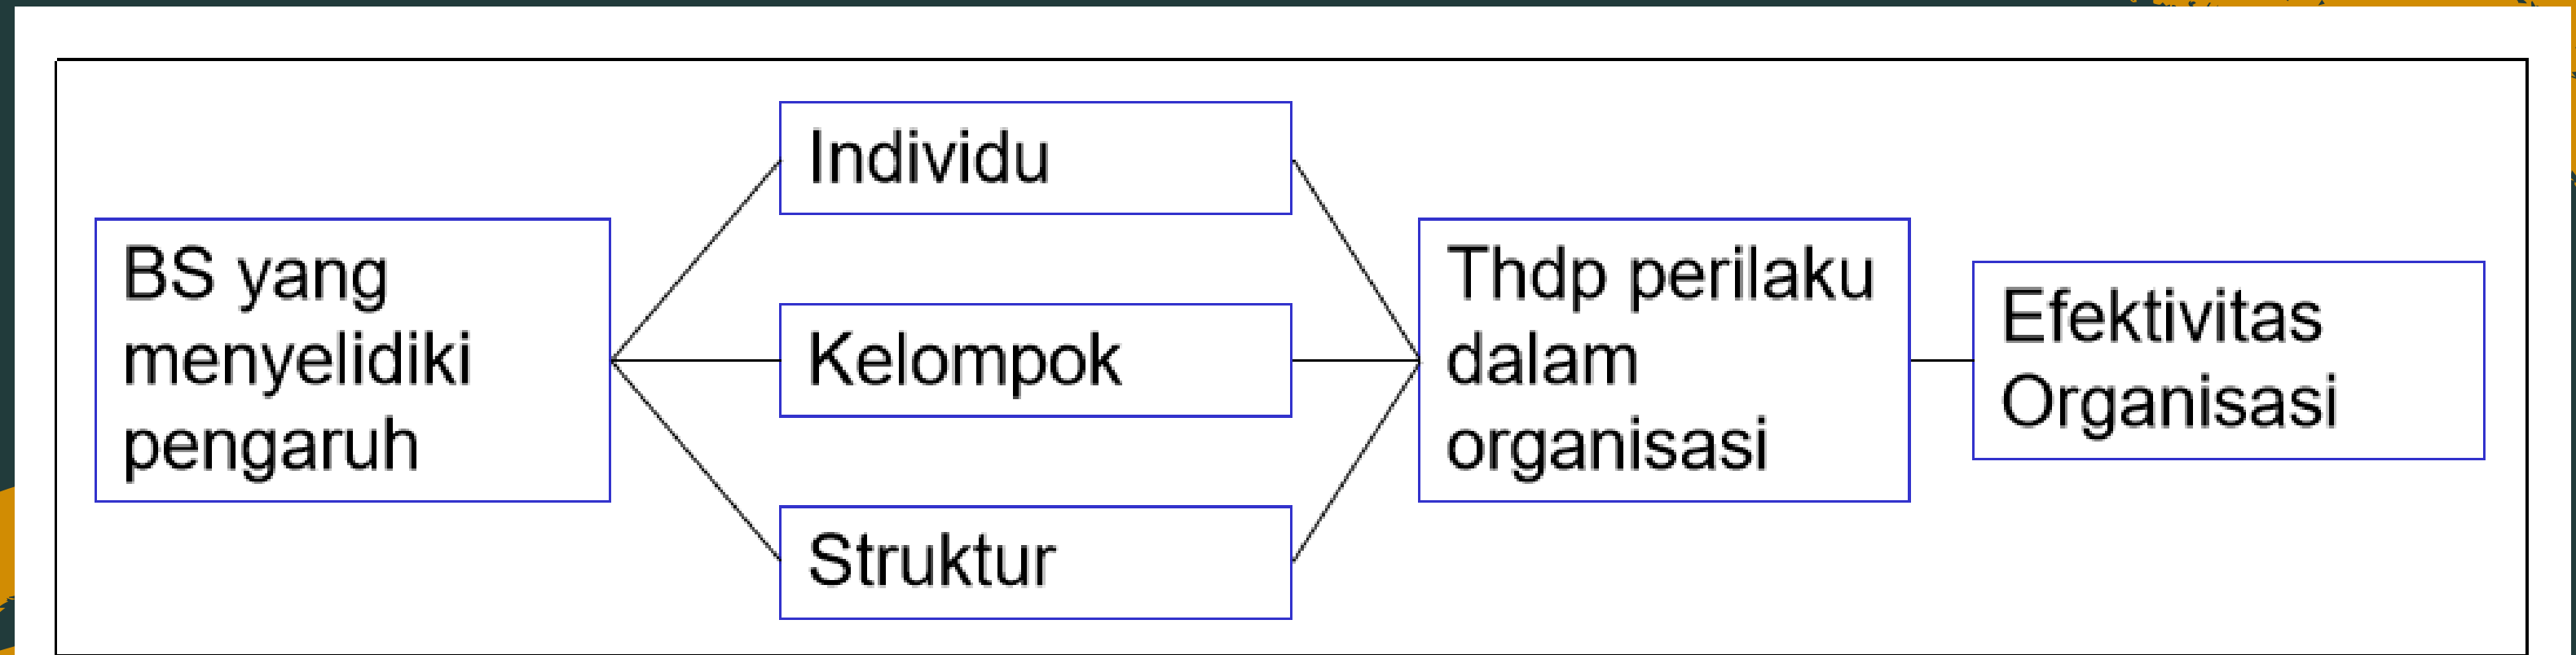 BS yang
menyelidiki
pengaruh
Individu
Kelompok
Struktur
Thdp perilaku
dalam
organisasi
Efektivitas
Organisasi